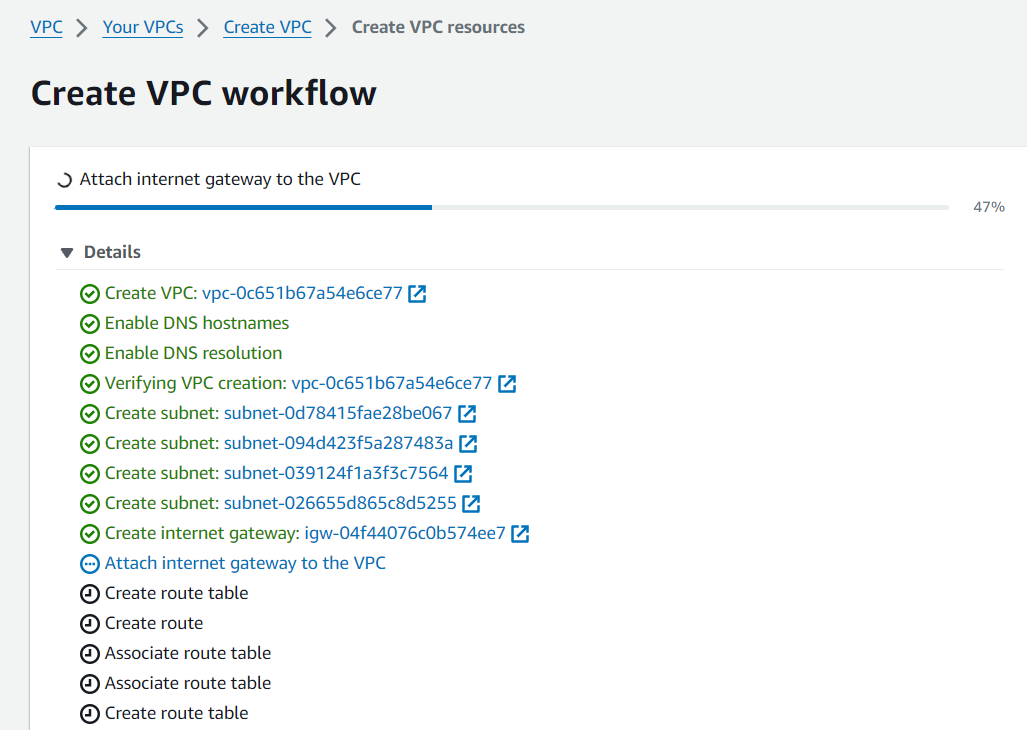 VPC > Your VPCs > Create VPC > Create VPC resources
Create VPC workflow
Attach internet gateway to the VPC
47%
Details
Create VPC: vpc-0c651b67a54e6ce77
Enable DNS hostnames
Enable DNS resolution
Verifying VPC creation: vpc-0c651b67a54e6ce77
Create subnet: subnet-0d78415fae28be067
Create subnet: subnet-094d423f5a287483a
Create subnet: subnet-039124f1a3f3c7564
Create subnet: subnet-026655d865c8d5255
Create internet gateway: igw-04f44076c0b574ee7
Attach internet gateway to the VPC
Create route table
Create route
Associate route table
Associate route table
Create route table